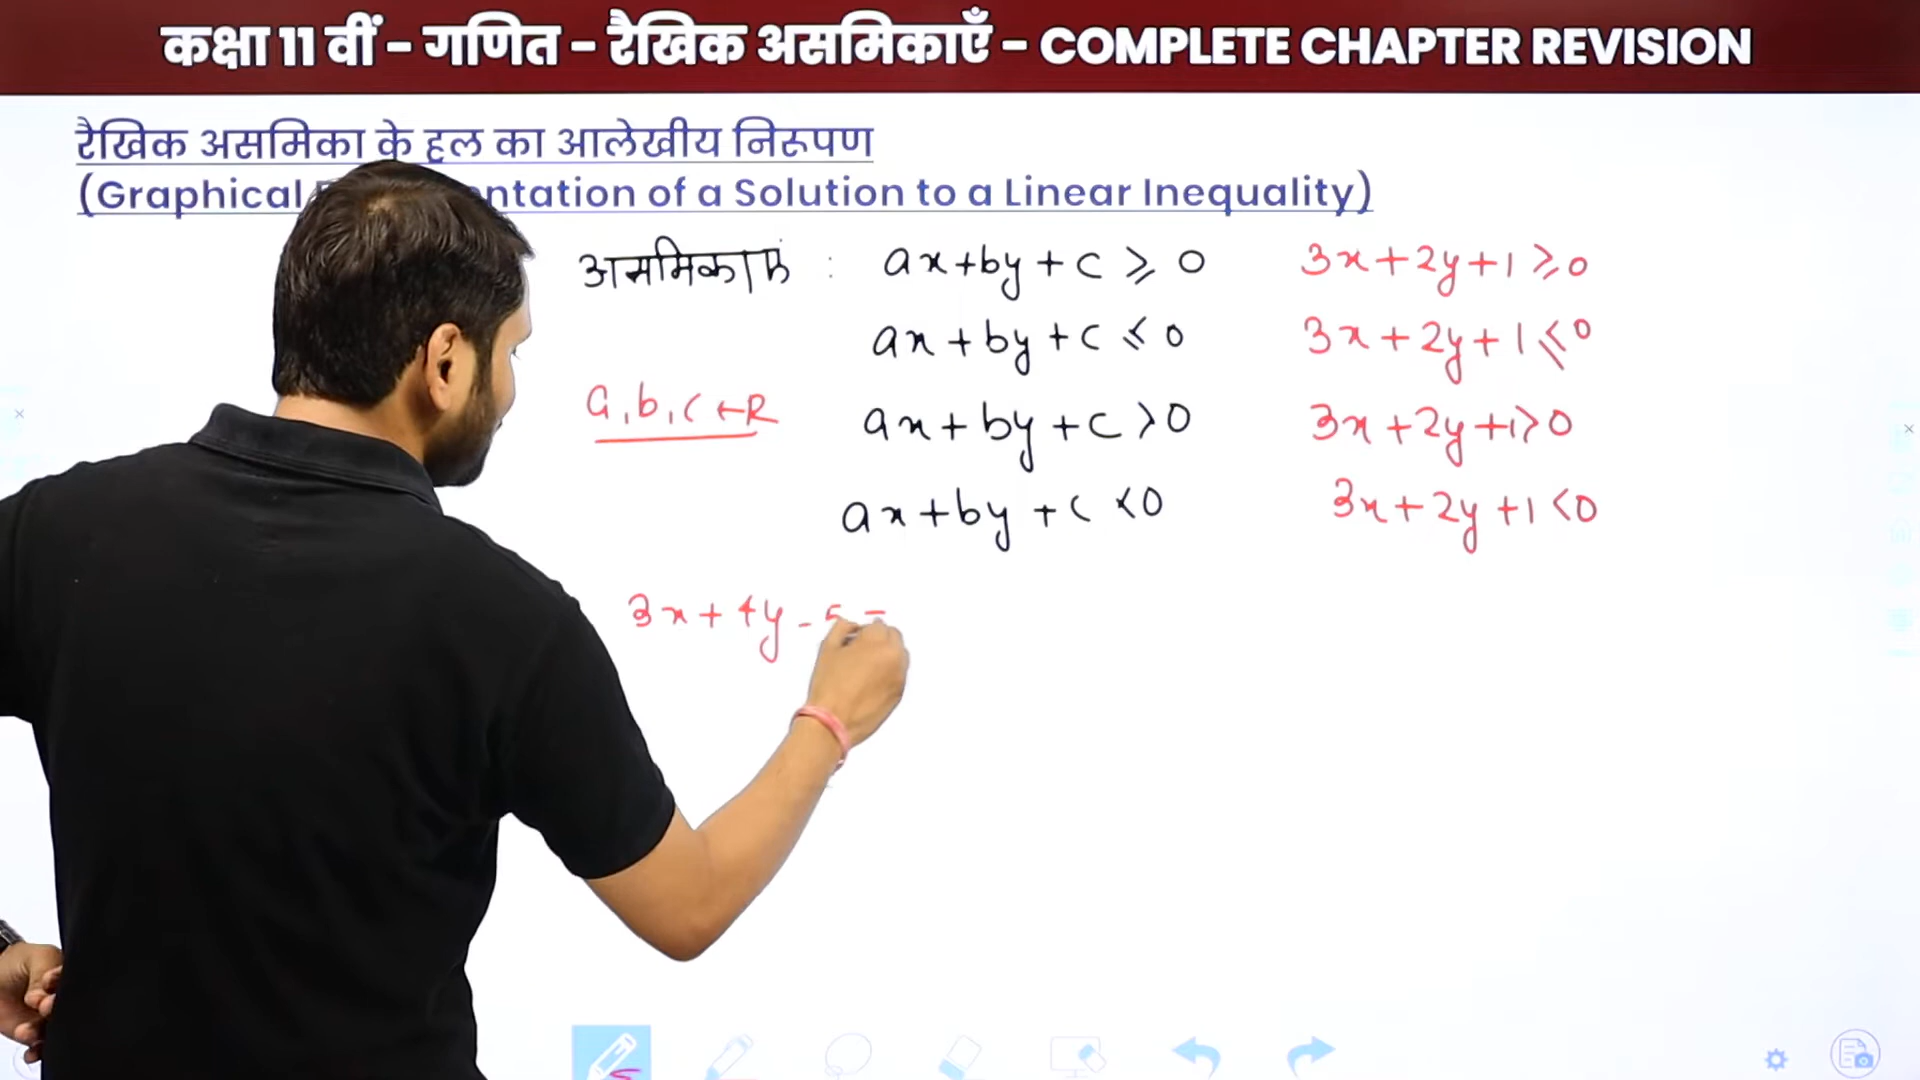 कक्षा 11 वीं – गणित – रैखिक असमिकाएँ – COMPLETE CHAPTER REVISION
रैखिक असमिका के हल का आलेखीय निरूपण
(Graphical ntation of a Solution to a Linear Inequality)
असमिकाएं : ax+by+c ≥ 0 3x+2y+1 ≥0
ax+by+c ≤ 0 3x+2y+1 ≤0
a,b,c ∈R ax+by+c >0 3x+2y+1>0
ax+by+c <0 3x+2y+1<0
3x+4y-5=